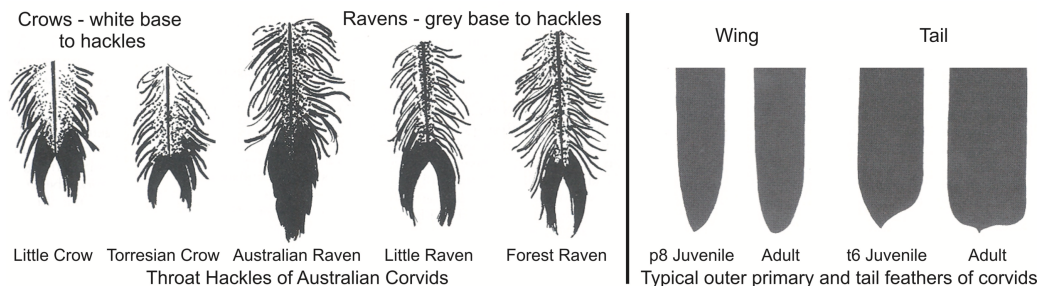 Crows - white base
to hackles
Ravens - grey base to hackles
Little Crow Torresian Crow Australian Raven Little Raven Forest Raven
Throat Hackles of Australian Corvids
Wing Tail
p8 Juvenile Adult t6 Juvenile Adult
Typical outer primary and tail feathers of corvids